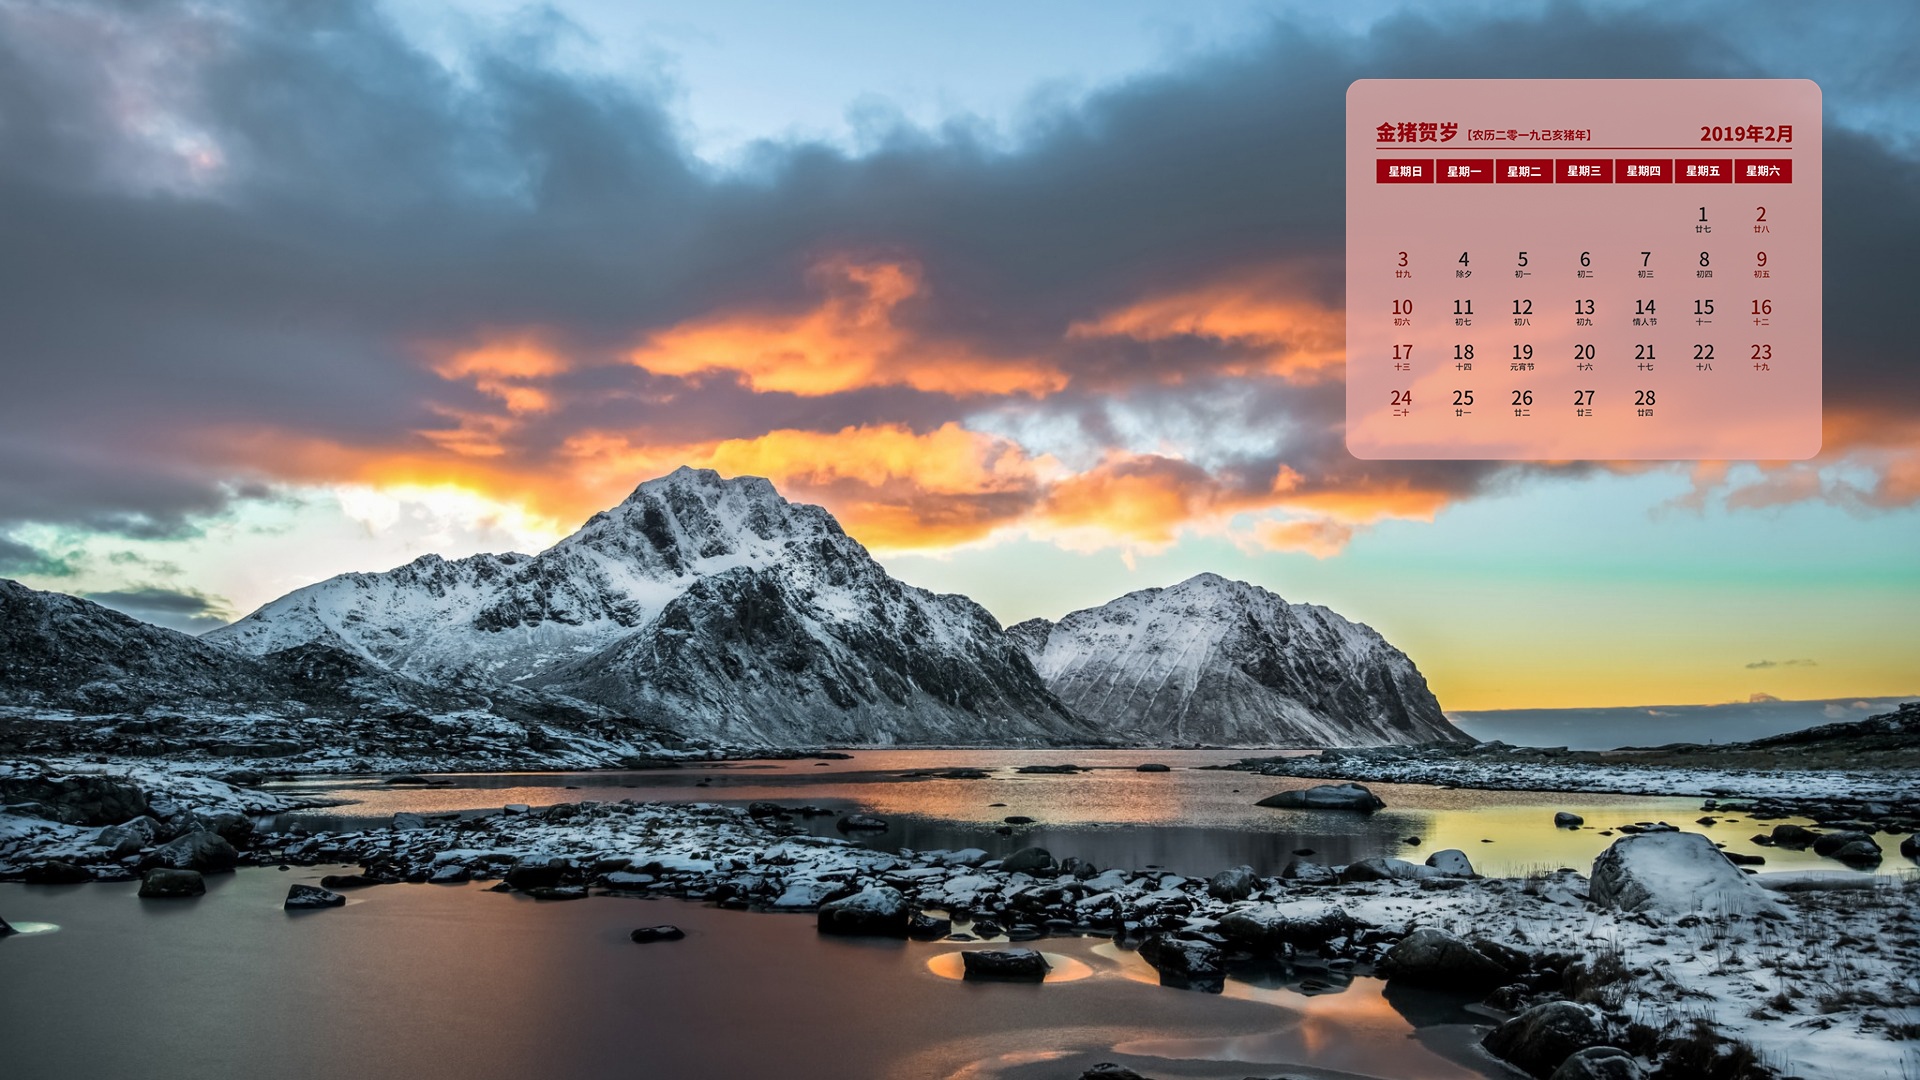 金猪贺岁【农历二零一九己亥猪年】 2019年2月
星期日 星期一 星期二 星期三 星期四 星期五 星期六
1 2
廿七 廿八
3 4 5 6 7 8 9
廿九 除夕 初一 初二 初三 初四 初五
10 11 12 13 14 15 16
初六 初七 初八 初九 情人节 十一 十二
17 18 19 20 21 22 23
十三 十四 元宵节 十六 十七 十八 十九
24 25 26 27 28
二十 廿一 廿二 廿三 廿四